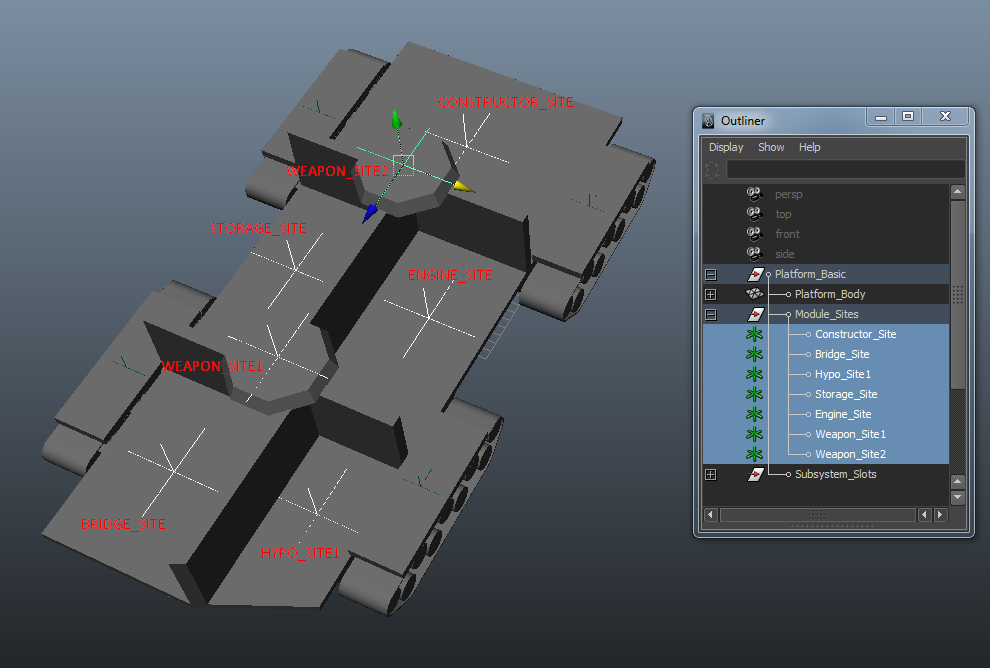 CONSTRUCTOR_SITE
WEAPON_SITE2
STORAGE_SITE
ENGINE_SITE
WEAPON_SITE1
BRIDGE_SITE
HYPO_SITE1
Outliner
Display Show Help
persp
top
front
side
Platform_Basic
Platform_Body
Module_Sites
Constructor_Site
Bridge_Site
Hypo_Site1
Storage_Site
Engine_Site
Weapon_Site1
Weapon_Site2
Subsystem_Slots